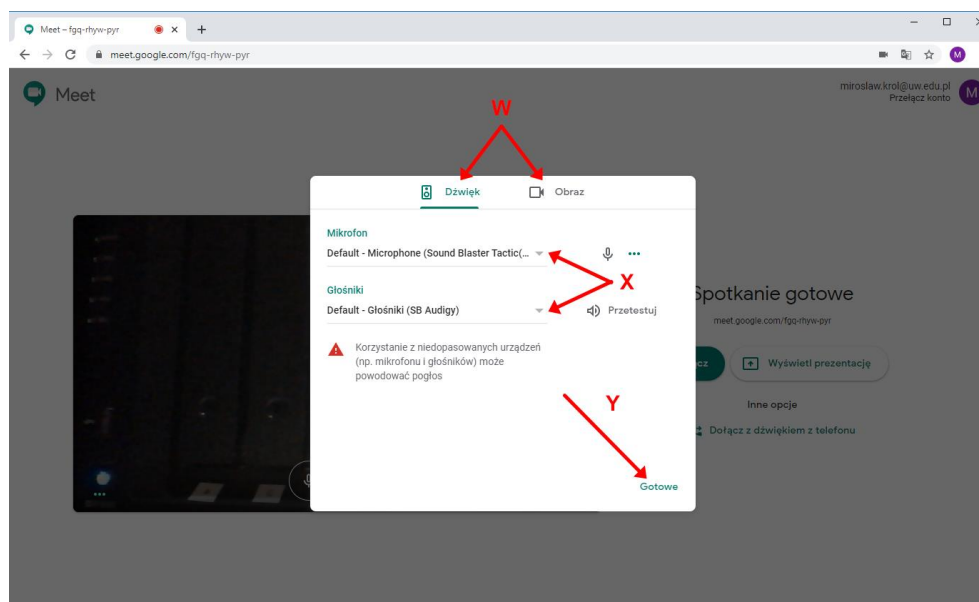 Meet – fgq-rhyw-pyr
meet.google.com/fgq-rhyw-pyr
M
Meet
miroslaw.krol@uw.edu.pl
Przełącz konto
M
W
Dźwięk
Obraz
Mikrofon
Default - Microphone (Sound Blaster Tactic(...
X
Głośniki
Default - Głośniki (SB Audigy)
Przetestuj
Korzystanie z niedopasowanych urządzeń
(np. mikrofonu i głośników) może
powodować pogłos
Y
Gotowe
Spotkanie gotowe
meet.google.com/fgq-rhyw-pyr
cz
Wyświetl prezentację
Inne opcje
Dołącz z dźwiękiem z telefonu